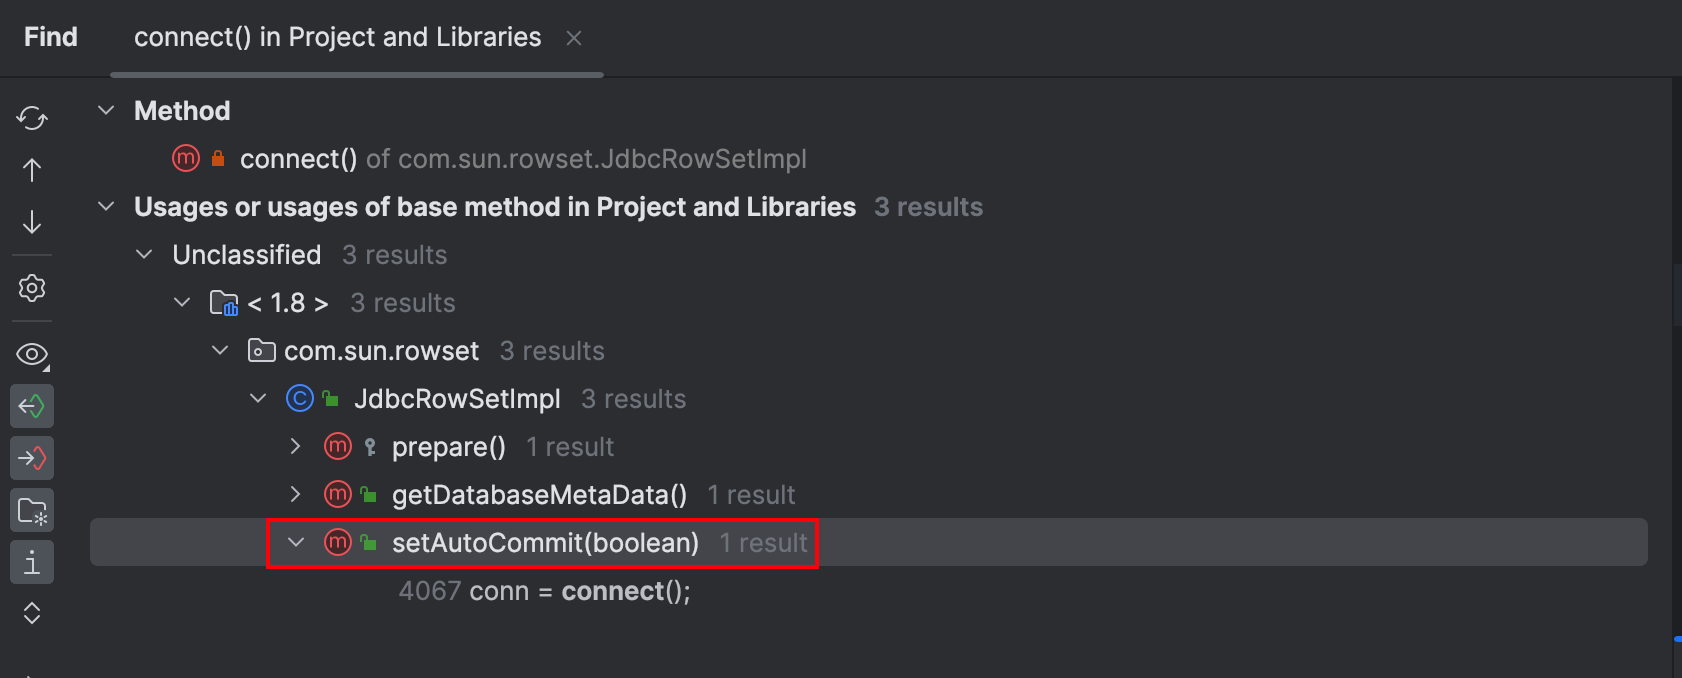 Find connect() in Project and Libraries
Method
connect() of com.sun.rowset.JdbcRowSetImpl
Usages or usages of base method in Project and Libraries 3 results
Unclassified 3 results
< 1.8 > 3 results
com.sun.rowset 3 results
JdbcRowSetImpl 3 results
prepare() 1 result
getDatabaseMetaData() 1 result
setAutoCommit(boolean) 1 result
4067 conn = connect();